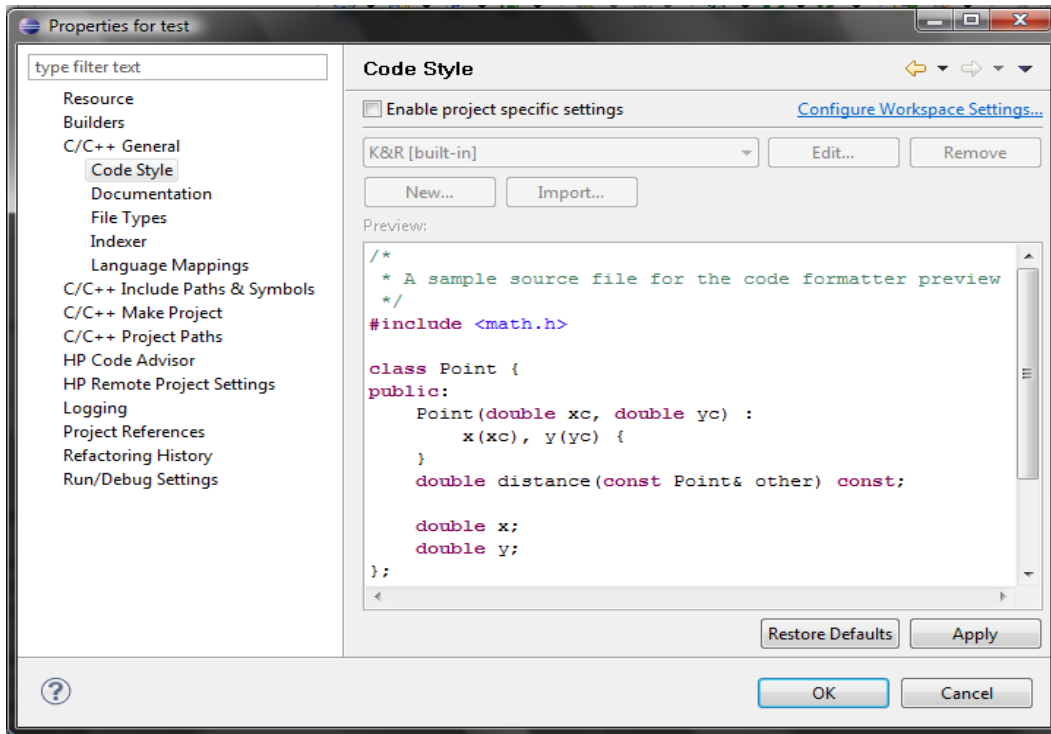 Properties for test
type filter text
Resource
Builders
C/C++ General
Code Style
Documentation
File Types
Indexer
Language Mappings
C/C++ Include Paths & Symbols
C/C++ Make Project
C/C++ Project Paths
HP Code Advisor
HP Remote Project Settings
Logging
Project References
Refactoring History
Run/Debug Settings
Code Style
Enable project specific settings
Configure Workspace Settings...
K&R [built-in]
Edit...
Remove
New...
Import...
Preview:
/*
 * A sample source file for the code formatter preview
 */
#include <math.h>
class Point {
public:
    Point(double xc, double yc) :
        x(xc), y(yc) {
    }
    double distance(const Point& other) const;
    double x;
    double y;
};
Restore Defaults
Apply
?
OK
Cancel